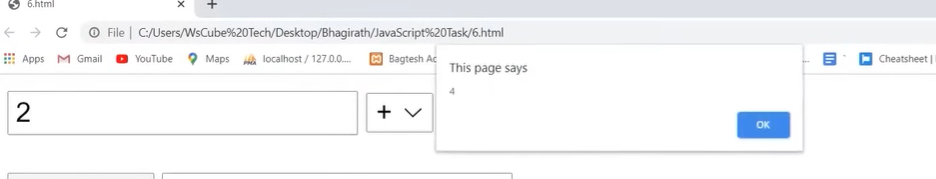 6.html
File C:/Users/WsCube%20Tech/Desktop/Bhagirath/JavaScript%20Task/6.html
Apps Gmail YouTube Maps localhost / 127.0.0.... Bagtesh Ac Cheatsheet
This page says
4
2 +
OK